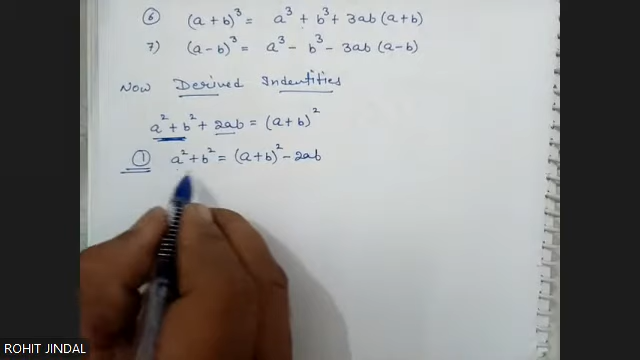 ⑥ (a+b)³ = a³ + b³ + 3ab (a+b)
7) (a-b)³ = a³ - b³ - 3ab (a-b)
Now Derived Indentities
a² + b² + 2ab = (a+b)²
① a² + b² = (a+b)² - 2ab
ROHIT JINDAL